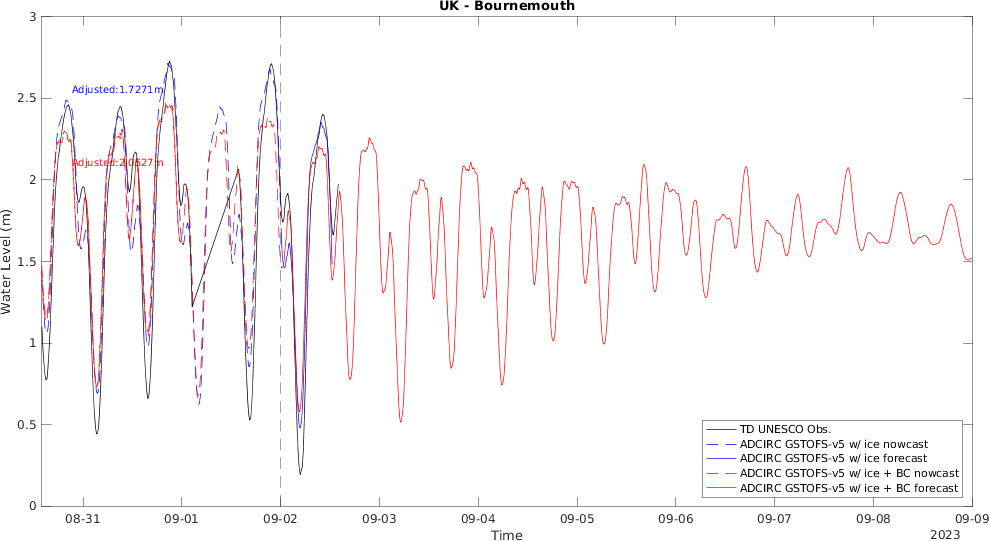 UK - Bournemouth
3
2.5
2
1.5
1
0.5
0
Water Level (m)
Adjusted:1.7271m
Adjusted:2.0627m
TD UNESCO Obs.
ADCIRC GSTOFS-v5 w/ ice nowcast
ADCIRC GSTOFS-v5 w/ ice forecast
ADCIRC GSTOFS-v5 w/ ice + BC nowcast
ADCIRC GSTOFS-v5 w/ ice + BC forecast
08-31 09-01 09-02 09-03 09-04 09-05 09-06 09-07 09-08 09-09
Time
2023